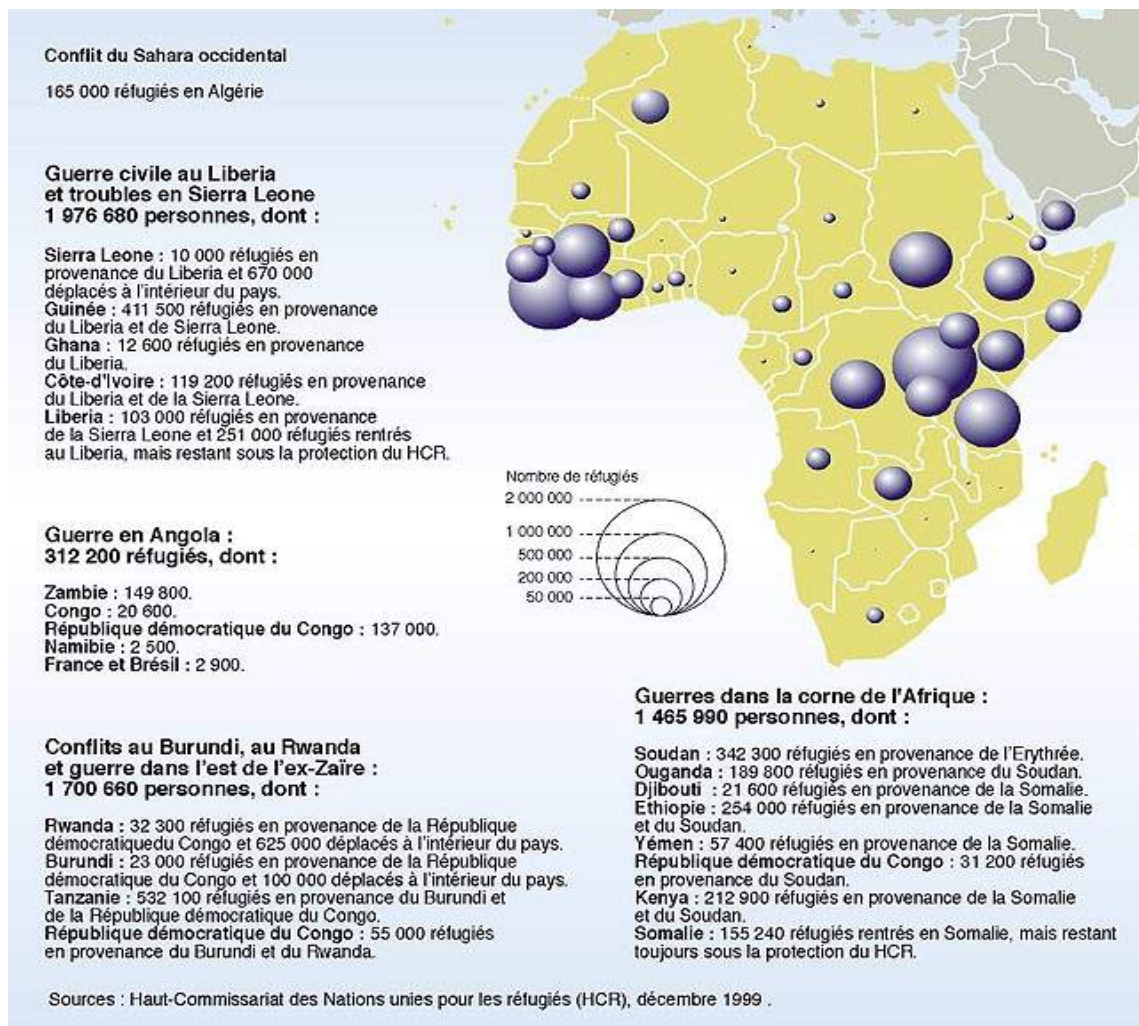 Conflit du Sahara occidental
165 000 réfugiés en Algérie
Guerre civile au Liberia
et troubles en Sierra Leone
1 976 680 personnes, dont :
Sierra Leone : 10 000 réfugiés en
provenance du Liberia et 670 000
déplacés à l'intérieur du pays.
Guinée : 411 500 réfugiés en provenance
du Liberia et de Sierra Leone.
Ghana : 12 600 réfugiés en provenance
du Liberia.
Côte-d'Ivoire : 119 200 réfugiés en provenance
du Liberia et de la Sierra Leone.
Liberia : 103 000 réfugiés en provenance
de la Sierra Leone et 251 000 réfugiés rentrés
au Liberia, mais restant sous la protection du HCR.
Guerre en Angola :
312 200 réfugiés, dont :
Zambie : 149 800.
Congo : 20 600.
République démocratique du Congo : 137 000.
Namibie : 2 500.
France et Brésil : 2 900.
Conflits au Burundi, au Rwanda
et guerre dans l'est de l'ex-Zaïre :
1 700 660 personnes, dont :
Rwanda : 32 300 réfugiés en provenance de la République
démocratiquedu Congo et 625 000 déplacés à l'intérieur du pays.
Burundi : 23 000 réfugiés en provenance de la République
démocratique du Congo et 100 000 déplacés à l'intérieur du pays.
Tanzanie : 532 100 réfugiés en provenance du Burundi et
de la République démocratique du Congo.
République démocratique du Congo : 55 000 réfugiés
en provenance du Burundi et du Rwanda.
Nombre de réfugiés
2 000 000
1 000 000
500 000
200 000
50 000
Guerres dans la corne de l'Afrique :
1 465 990 personnes, dont :
Soudan : 342 300 réfugiés en provenance de l'Erythrée.
Ouganda : 189 800 réfugiés en provenance du Soudan.
Djibouti : 21 600 réfugiés en provenance de la Somalie.
Ethiopie : 254 000 réfugiés en provenance de la Somalie
et du Soudan.
Yémen : 57 400 réfugiés en provenance de la Somalie.
République démocratique du Congo : 31 200 réfugiés
en provenance du Soudan.
Kenya : 212 900 réfugiés en provenance de la Somalie
et du Soudan.
Somalie : 155 240 réfugiés rentrés en Somalie, mais restant
toujours sous la protection du HCR.
Sources : Haut-Commissariat des Nations unies pour les réfugiés (HCR), décembre 1999 .